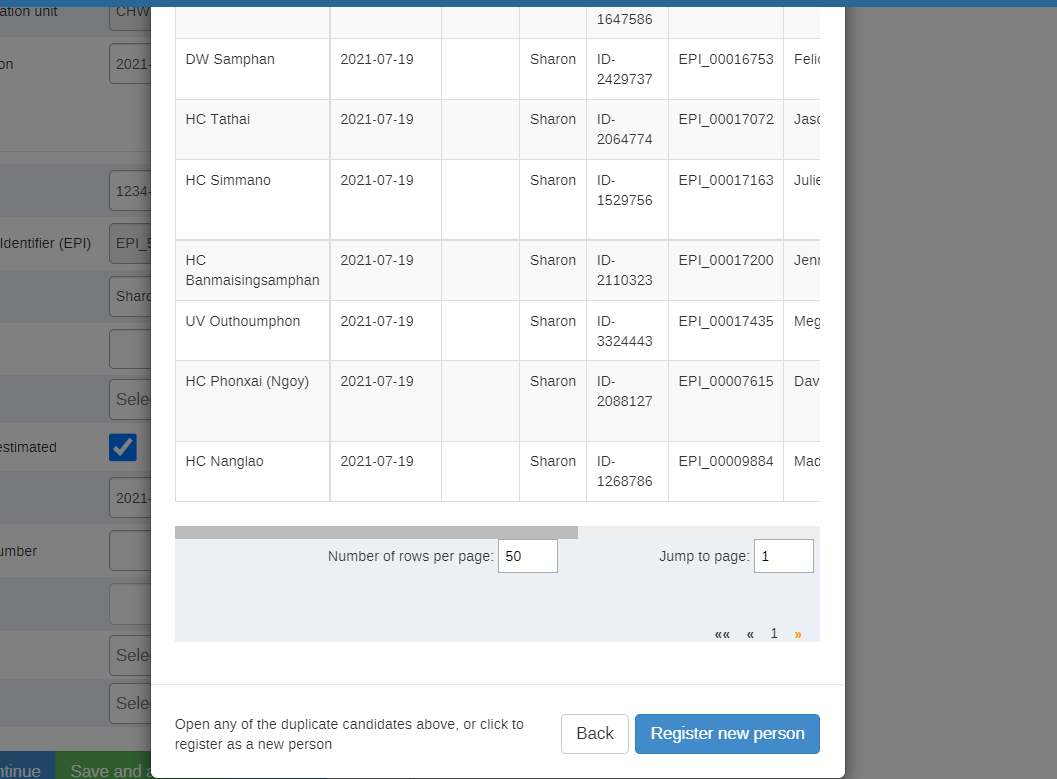 ation unit CHW
on 2021-
1234-
Identifier (EPI) EPI_5
Sharo
Sele
estimated
2021-
umber
Sele
Sele
ntinue Save and a
1647586
DW Samphan 2021-07-19 Sharon ID- EPI_00016753 Felic
2429737
HC Tathai 2021-07-19 Sharon ID- EPI_00017072 Jaso
2064774
HC Simmano 2021-07-19 Sharon ID- EPI_00017163 Julie
1529756
HC 2021-07-19 Sharon ID- EPI_00017200 Jenn
Banmaisingsamphan 2110323
UV Outhoumphon 2021-07-19 Sharon ID- EPI_00017435 Meg
3324443
HC Phonxai (Ngoy) 2021-07-19 Sharon ID- EPI_00007615 Dav
2088127
HC Nanglao 2021-07-19 Sharon ID- EPI_00009884 Mad
1268786
Number of rows per page: 50 Jump to page: 1
«« « 1 »
Open any of the duplicate candidates above, or click to
register as a new person
Back Register new person